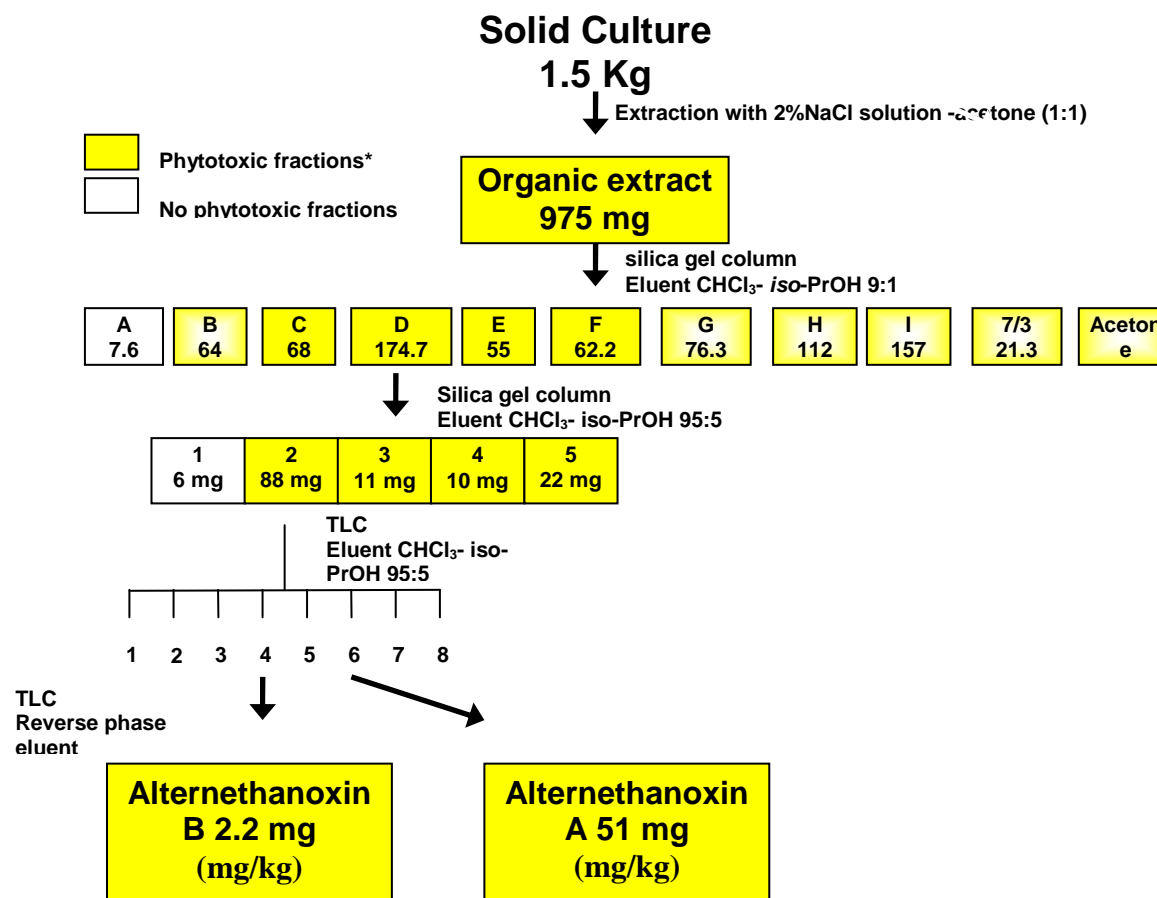 Solid Culture
1.5 Kg
Extraction with 2%NaCl solution -acetone (1:1)
Phytotoxic fractions*
No phytotoxic fractions
Organic extract
975 mg
silica gel column
Eluent CHCl₃- iso-PrOH 9:1
A
7.6
B
64
C
68
D
174.7
E
55
F
62.2
G
76.3
H
112
I
157
7/3
21.3
Aceton
e
Silica gel column
Eluent CHCl₃- iso-PrOH 95:5
1
6 mg
2
88 mg
3
11 mg
4
10 mg
5
22 mg
TLC
Eluent CHCl₃- iso-
PrOH 95:5
1 2 3 4 5 6 7 8
TLC
Reverse phase
eluent
Alternethanoxin
B 2.2 mg
(mg/kg)
Alternethanoxin
A 51 mg
(mg/kg)